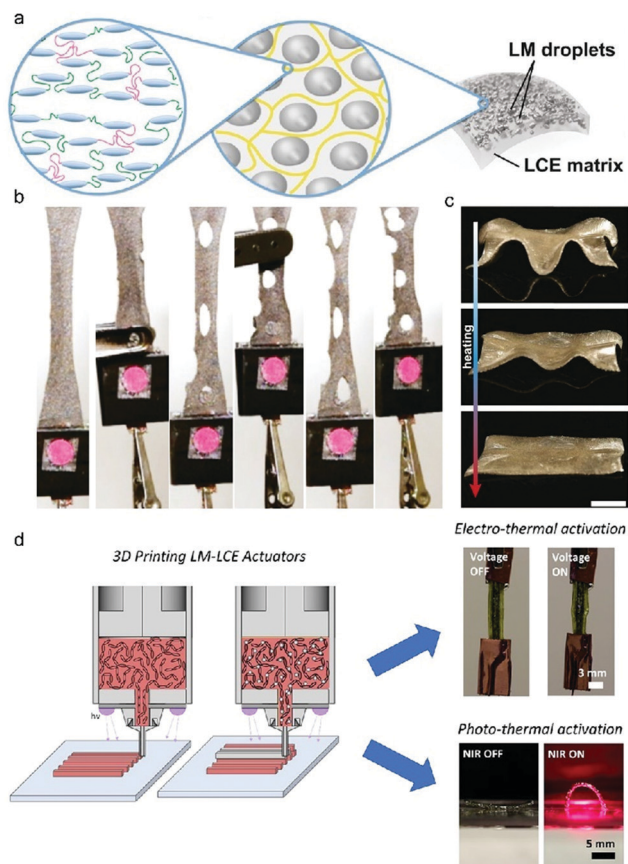 a
LM droplets
LCE matrix
b
c
heating
d
3D Printing LM-LCE Actuators
hν
Electro-thermal activation
Voltage
OFF
Voltage
ON
3 mm
Photo-thermal activation
NIR OFF
NIR ON
5 mm